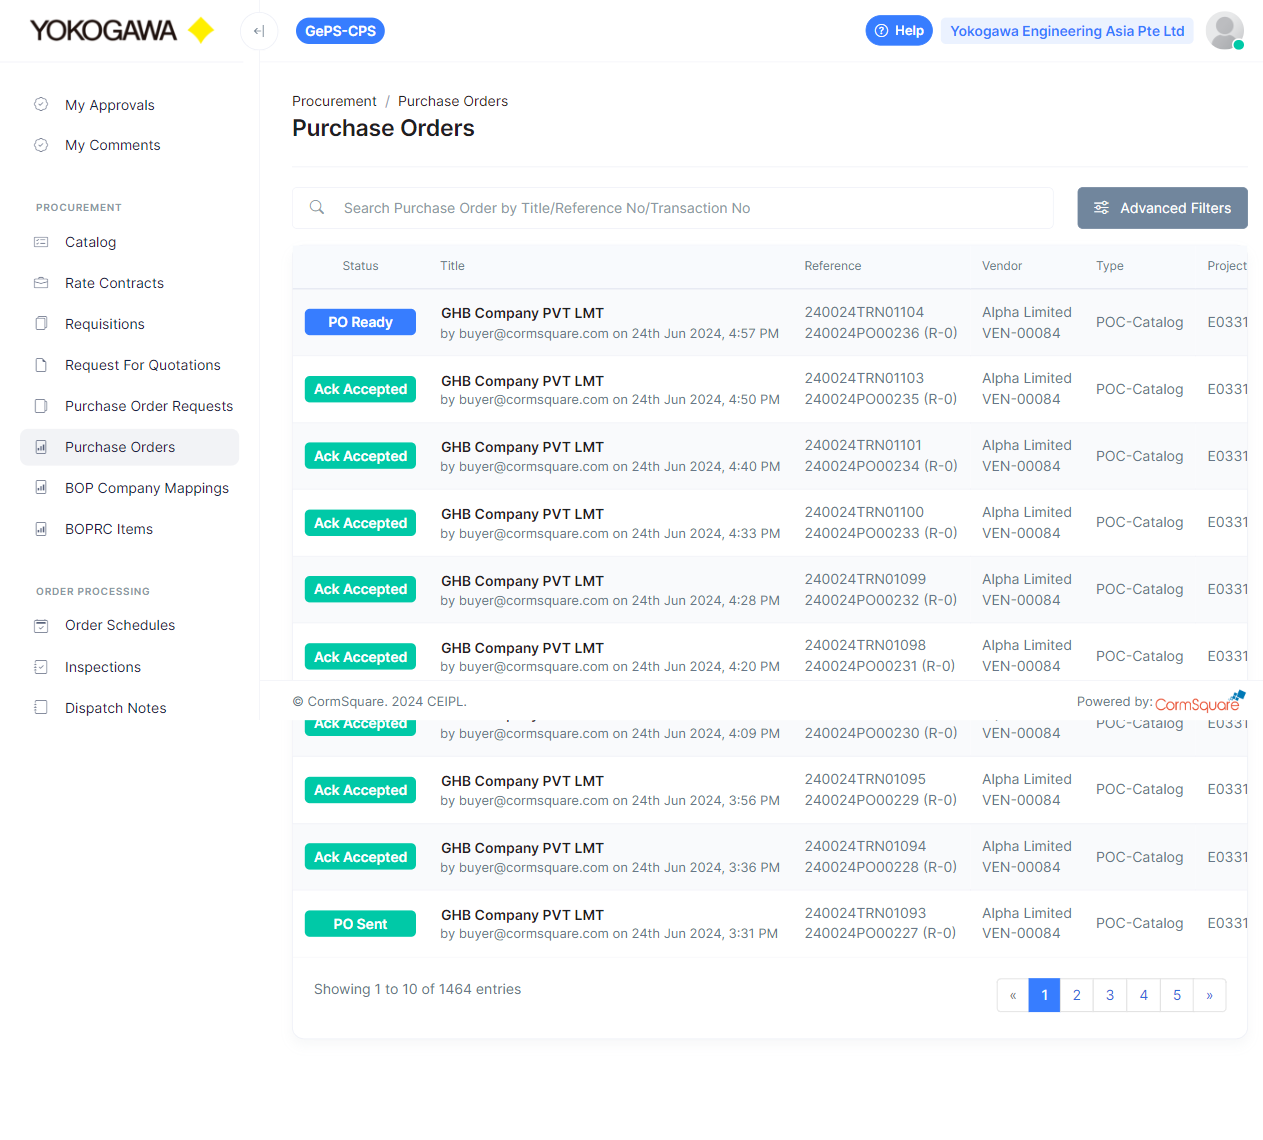 YOKOGAWA
GePS-CPS
Help
Yokogawa Engineering Asia Pte Ltd
My Approvals
My Comments
PROCUREMENT
Catalog
Rate Contracts
Requisitions
Request For Quotations
Purchase Order Requests
Purchase Orders
BOP Company Mappings
BOPRC Items
ORDER PROCESSING
Order Schedules
Inspections
Dispatch Notes
Procurement / Purchase Orders
Purchase Orders
Search Purchase Order by Title/Reference No/Transaction No
Advanced Filters
Status Title Reference Vendor Type Project
PO Ready GHB Company PVT LMT 240024TRN01104 Alpha Limited POC-Catalog E0331
by buyer@cormsquare.com on 24th Jun 2024, 4:57 PM 240024PO00236 (R-0) VEN-00084
Ack Accepted GHB Company PVT LMT 240024TRN01103 Alpha Limited POC-Catalog E0331
by buyer@cormsquare.com on 24th Jun 2024, 4:50 PM 240024PO00235 (R-0) VEN-00084
Ack Accepted GHB Company PVT LMT 240024TRN01101 Alpha Limited POC-Catalog E0331
by buyer@cormsquare.com on 24th Jun 2024, 4:40 PM 240024PO00234 (R-0) VEN-00084
Ack Accepted GHB Company PVT LMT 240024TRN01100 Alpha Limited POC-Catalog E0331
by buyer@cormsquare.com on 24th Jun 2024, 4:33 PM 240024PO00233 (R-0) VEN-00084
Ack Accepted GHB Company PVT LMT 240024TRN01099 Alpha Limited POC-Catalog E0331
by buyer@cormsquare.com on 24th Jun 2024, 4:28 PM 240024PO00232 (R-0) VEN-00084
Ack Accepted GHB Company PVT LMT 240024TRN01098 Alpha Limited POC-Catalog E0331
by buyer@cormsquare.com on 24th Jun 2024, 4:20 PM 240024PO00231 (R-0) VEN-00084
© CormSquare. 2024 CEIPL. Powered by: CormSquare
Ack Accepted POC-Catalog E0331
by buyer@cormsquare.com on 24th Jun 2024, 4:09 PM 240024PO00230 (R-0) VEN-00084
Ack Accepted GHB Company PVT LMT 240024TRN01095 Alpha Limited POC-Catalog E0331
by buyer@cormsquare.com on 24th Jun 2024, 3:56 PM 240024PO00229 (R-0) VEN-00084
Ack Accepted GHB Company PVT LMT 240024TRN01094 Alpha Limited POC-Catalog E0331
by buyer@cormsquare.com on 24th Jun 2024, 3:36 PM 240024PO00228 (R-0) VEN-00084
PO Sent GHB Company PVT LMT 240024TRN01093 Alpha Limited POC-Catalog E0331
by buyer@cormsquare.com on 24th Jun 2024, 3:31 PM 240024PO00227 (R-0) VEN-00084
Showing 1 to 10 of 1464 entries
« 1 2 3 4 5 »